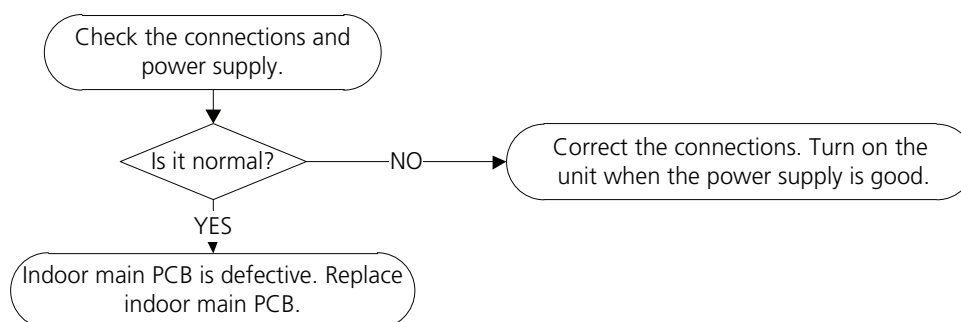 Check the connections and
power supply.
Is it normal?
NO
Correct the connections. Turn on the
unit when the power supply is good.
YES
Indoor main PCB is defective. Replace
indoor main PCB.